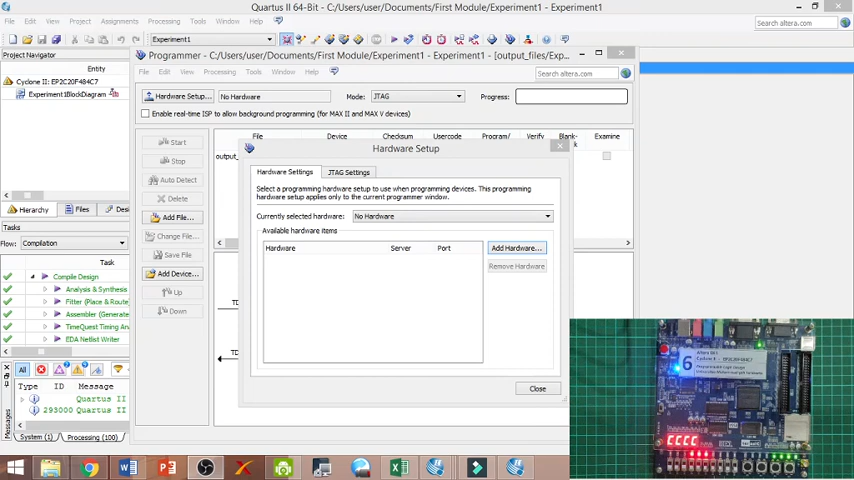 Quartus II 64-Bit - C:/Users/user/Documents/First Module/Experiment1 - Experiment1
File Edit View Project Assignments Processing Tools Window Help
Search altera.com
Experiment1
Project Navigator
Entity
Cyclone II: EP2C20F484C7
Experiment1BlockDiagram
Hierarchy Files
Tasks
Flow: Compilation
Task
Compile Design
Analysis & Synthesis
Fitter (Place & Route)
Assembler (Generate
TimeQuest Timing An
EDA Netlist Writer
All
Type ID Message
Quartus II
293000 Quartus II
Messages
System (1) Processing (100)
Programmer - C:/Users/user/Documents/First Module/Experiment1 - Experiment1 - [output_files/Exp...
File Edit View Processing Tools Window Help
Search altera.com
Hardware Setup... No Hardware Mode: JTAG Progress:
Enable real-time ISP to allow background programming (for MAX II and MAX V devices)
Start
Stop
Auto Detect
Delete
Add File...
Change File...
Save File
Add Device...
Up
Down
File Device Checksum Usercode Program/ Verify Blank- Examine
output_
Hardware Setup
Hardware Settings JTAG Settings
Select a programming hardware setup to use when programming devices. This programming
hardware setup applies only to the current programmer window.
Currently selected hardware: No Hardware
Available hardware items
Hardware Server Port
Add Hardware...
Remove Hardware
Close
6
Altera DE1
Cyclone II - EP2C20F484C7
Programmable Logic Design